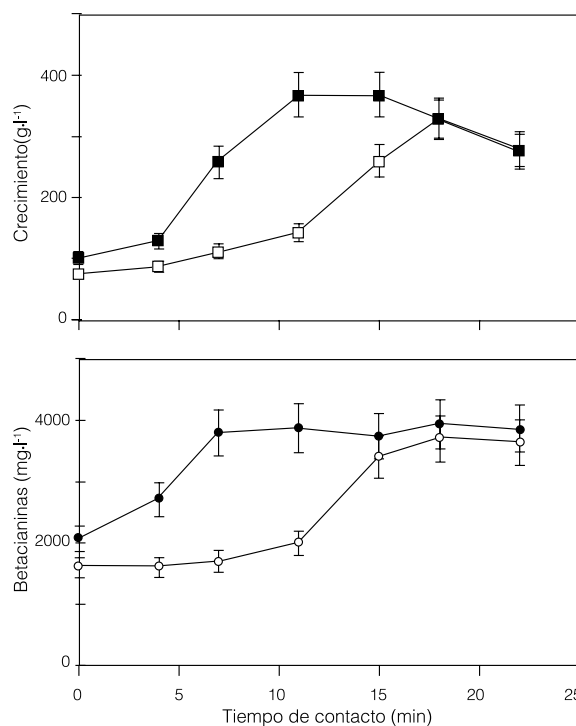 Crecimiento(g·l⁻¹)
400
200
0
Betacianinas (mg·l⁻¹)
4000
2000
0
0 5 10 15 20 25
Tiempo de contacto (min)